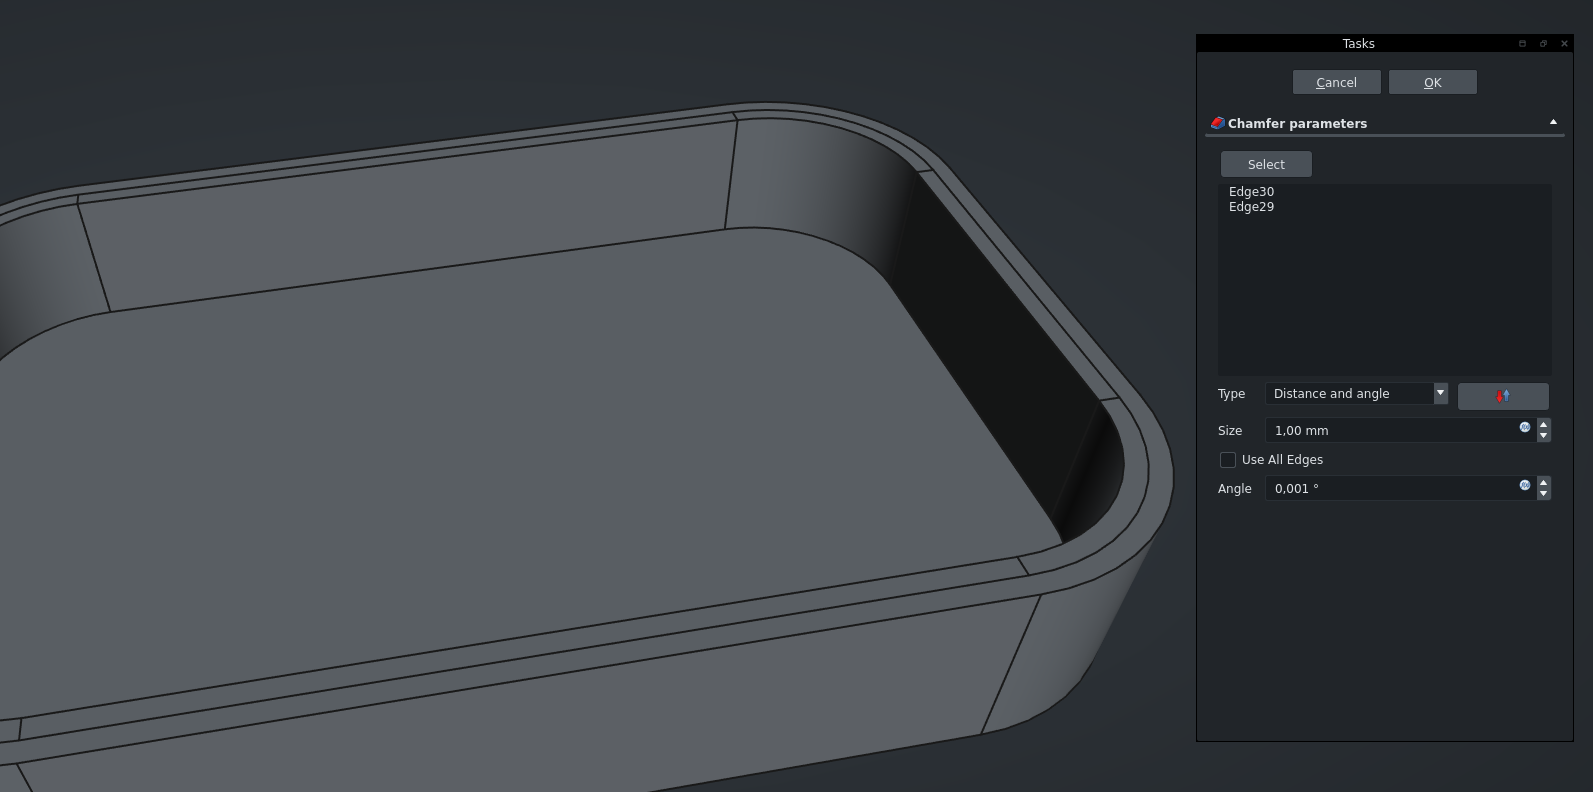 Tasks
Cancel
OK
Chamfer parameters
Select
Edge30
Edge29
Type
Distance and angle
Size
1,00 mm
Use All Edges
Angle
0,001 °